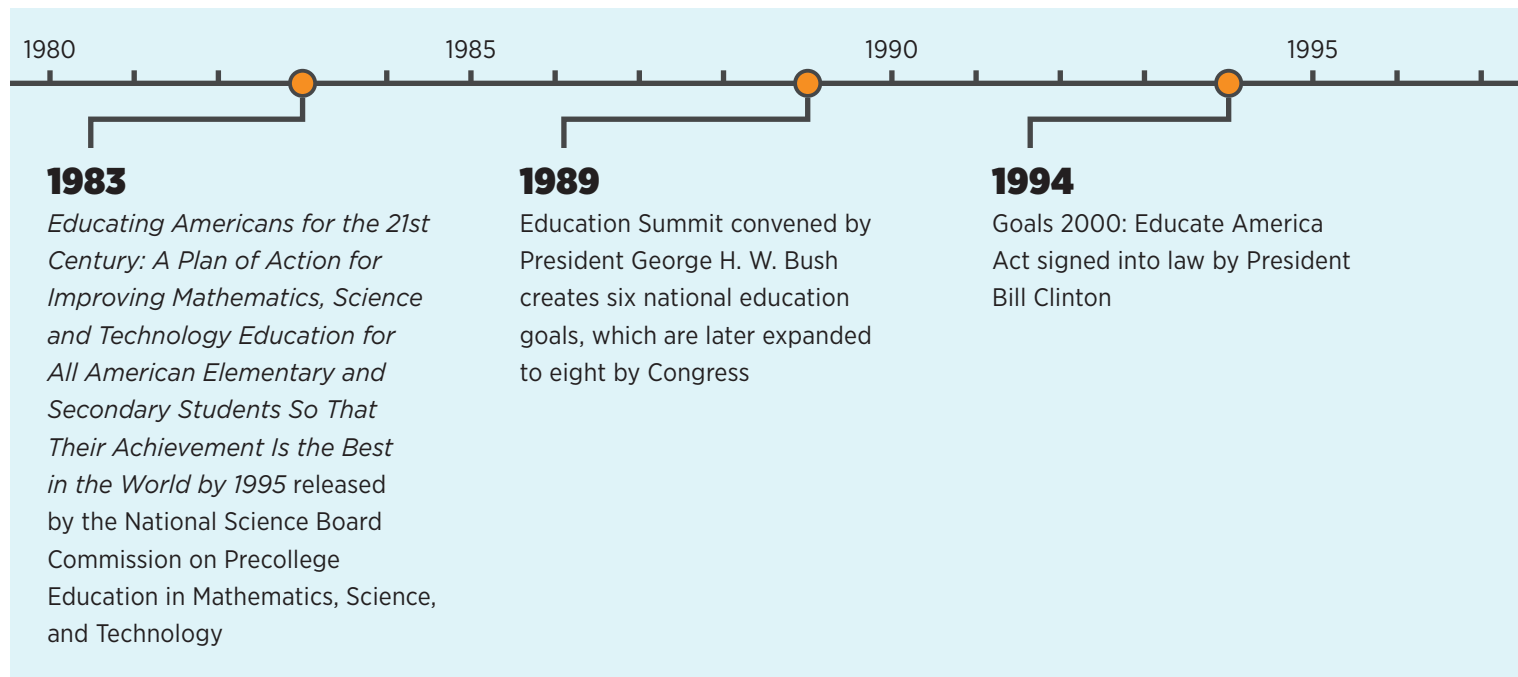 1980
1985
1990
1995
1983
Educating Americans for the 21st
Century: A Plan of Action for
Improving Mathematics, Science
and Technology Education for
All American Elementary and
Secondary Students So That
Their Achievement Is the Best
in the World by 1995 released
by the National Science Board
Commission on Precollege
Education in Mathematics, Science,
and Technology
1989
Education Summit convened by
President George H. W. Bush
creates six national education
goals, which are later expanded
to eight by Congress
1994
Goals 2000: Educate America
Act signed into law by President
Bill Clinton